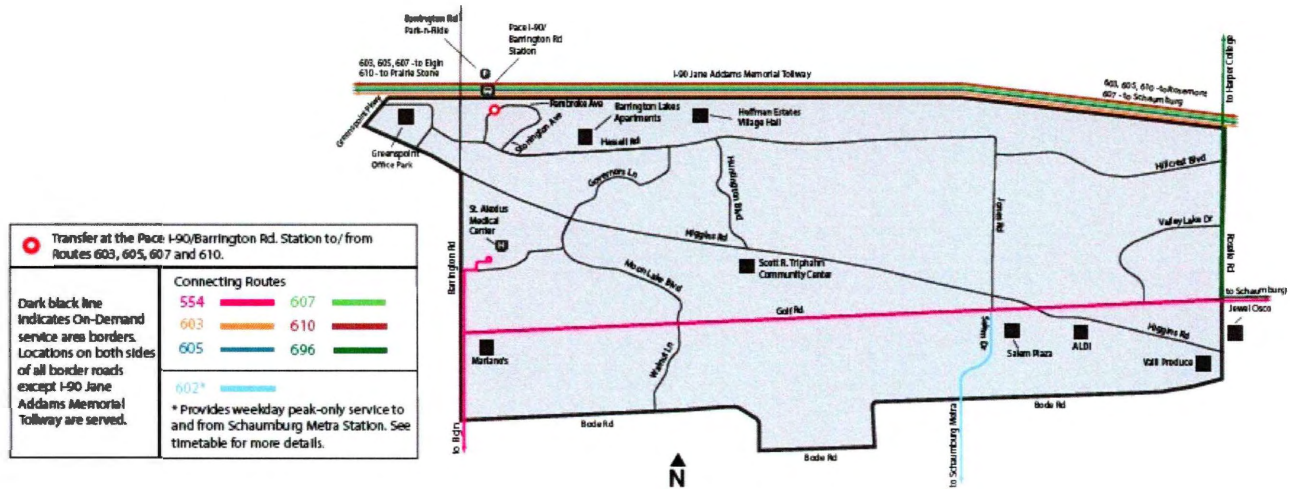 Barrington Rd
Park-n-Ride
Pace I-90/
Barrington Rd
Station
603, 605, 607 - to Elgin
610 - to Prairie Stone
I-90 Jane Addams Memorial Tollway
603, 605, 610 - to Rosemont
607 - to Schaumburg
to Harper College
Greenspoint Pkwy
Greenspoint
Office Park
Pembroke Ave
Stonington Ave
Barrington Lakes
Apartments
Hoffman Estates
Village Hall
Hassell Rd
Governors Ln
Huntington Blvd
Jones Rd
Hillcrest Blvd
Valley Lake Dr
Roselle Rd
St. Alexius
Medical
Center
H
Barrington Rd
Higgins Rd
Moon Lake Blvd
Scott R. Triphahn
Community Center
to Schaumburg
Jewel Osco
Golf Rd
Higgins Rd
Mariano's
Walnut Ln
Salem Dr
Salem Plaza
ALDI
Valli Produce
Bode Rd
Bode Rd
Bode Rd
to Elgin
to Schaumburg Metra
N
Transfer at the Pace I-90/Barrington Rd. Station to/from
Routes 603, 605, 607 and 610.
Dark black line
indicates On-Demand
service area borders.
Locations on both sides
of all border roads
except I-90 Jane
Addams Memorial
Tollway are served.
Connecting Routes
554 607
603 610
605 696
602*
* Provides weekday peak-only service to
and from Schaumburg Metra Station. See
timetable for more details.